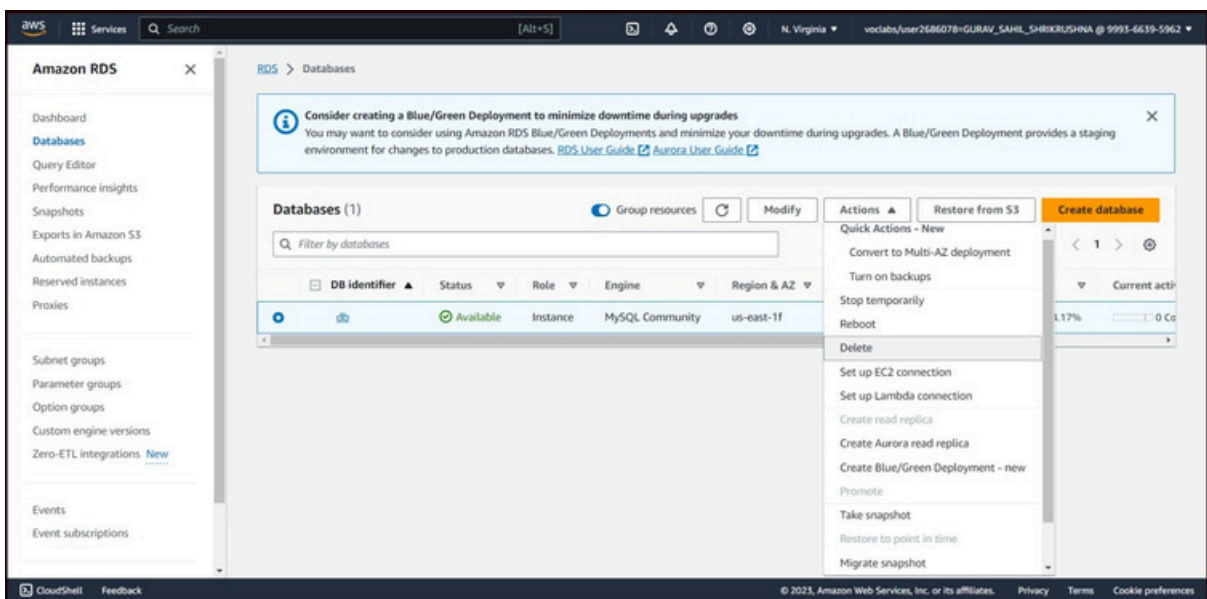 aws Services Search [Alt+S] N. Virginia voclabs/user2686078=GURAV_SAHIL_SHRIKRUSHNA @ 9993-6639-5962
Amazon RDS
Dashboard
Databases
Query Editor
Performance insights
Snapshots
Exports in Amazon S3
Automated backups
Reserved instances
Proxies
Subnet groups
Parameter groups
Option groups
Custom engine versions
Zero-ETL integrations New
Events
Event subscriptions
RDS > Databases
Consider creating a Blue/Green Deployment to minimize downtime during upgrades
You may want to consider using Amazon RDS Blue/Green Deployments and minimize your downtime during upgrades. A Blue/Green Deployment provides a staging
environment for changes to production databases. RDS User Guide Aurora User Guide
Databases (1) Group resources Modify Actions Restore from S3 Create database
Filter by databases < 1 >
DB identifier Status Role Engine Region & AZ Current
db Available Instance MySQL Community us-east-1f 0
Quick Actions - New
Convert to Multi-AZ deployment
Turn on backups
Stop temporarily
Reboot
Delete
Set up EC2 connection
Set up Lambda connection
Create read replica
Create Aurora read replica
Create Blue/Green Deployment - new
Promote
Take snapshot
Restore to point in time
Migrate snapshot
CloudShell Feedback © 2023, Amazon Web Services, Inc. or its affiliates. Privacy Terms Cookie preferences